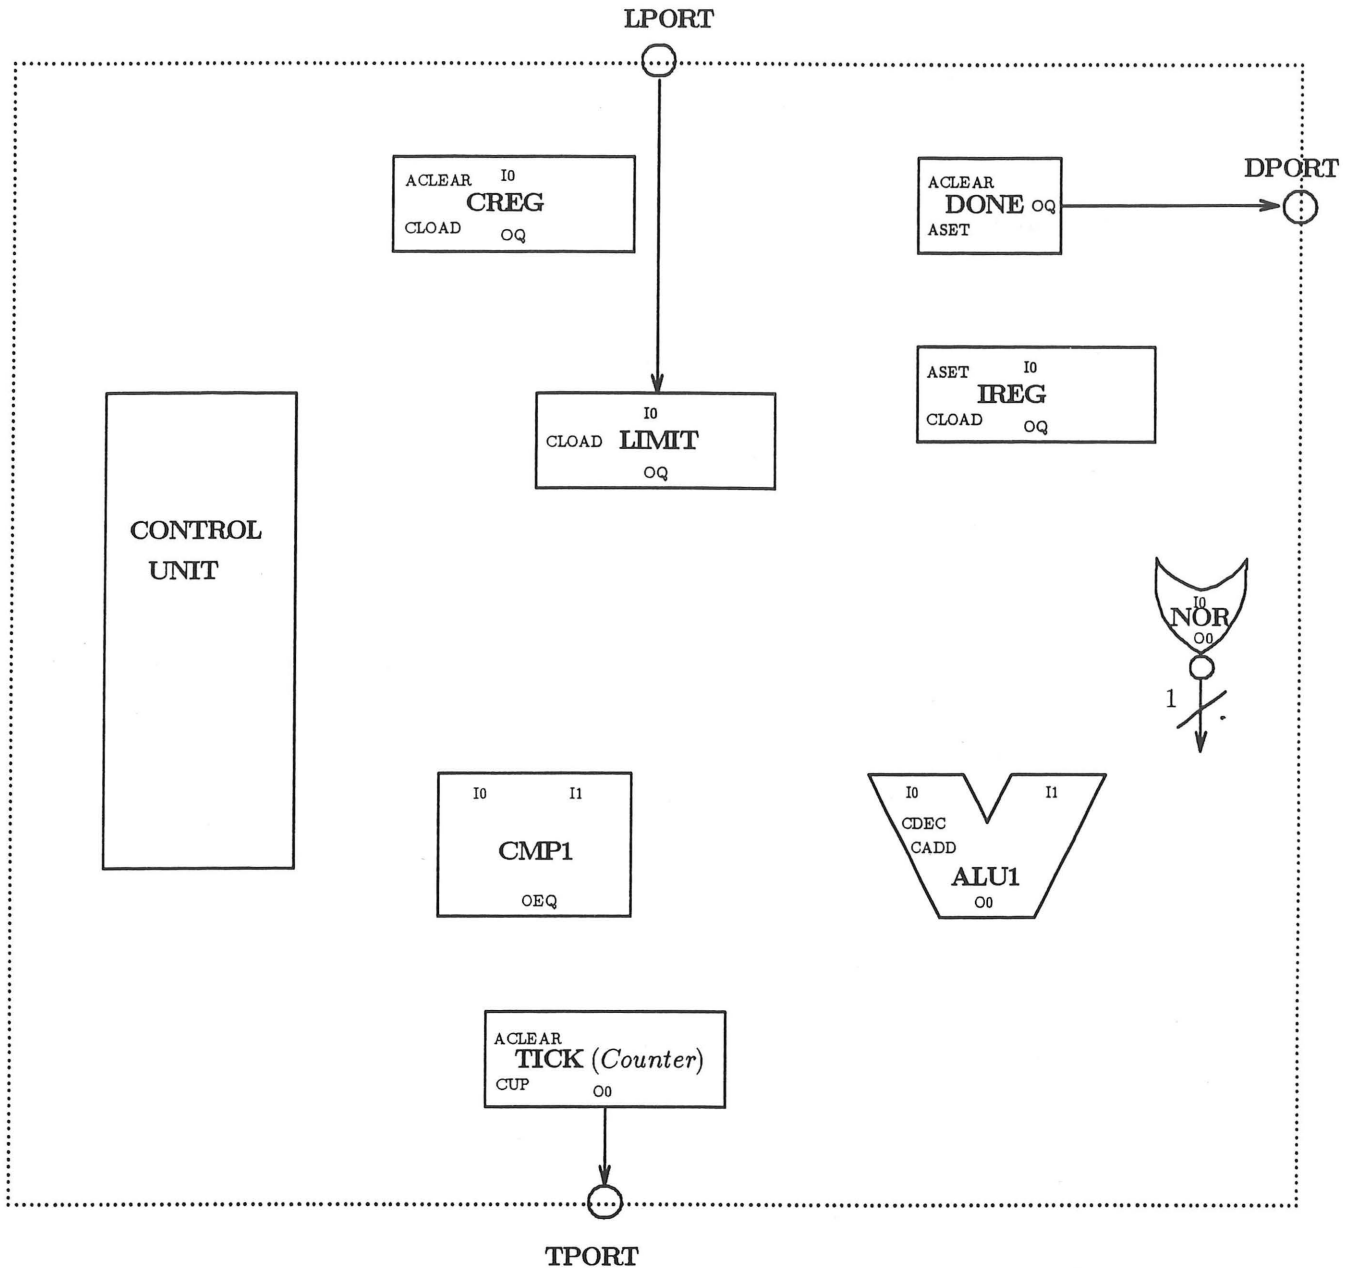 LPORT
ACLEAR I0
CREG
CLOAD OQ
ACLEAR
DONE OQ
ASET
DPORT
ASET I0
IREG
CLOAD OQ
I0
CLOAD LIMIT
OQ
CONTROL
UNIT
I0
NOR
O0
1
I0 I1
CMP1
OEQ
I0 I1
CDEC
CADD
ALU1
O0
ACLEAR
TICK (Counter)
CUP O0
TPORT